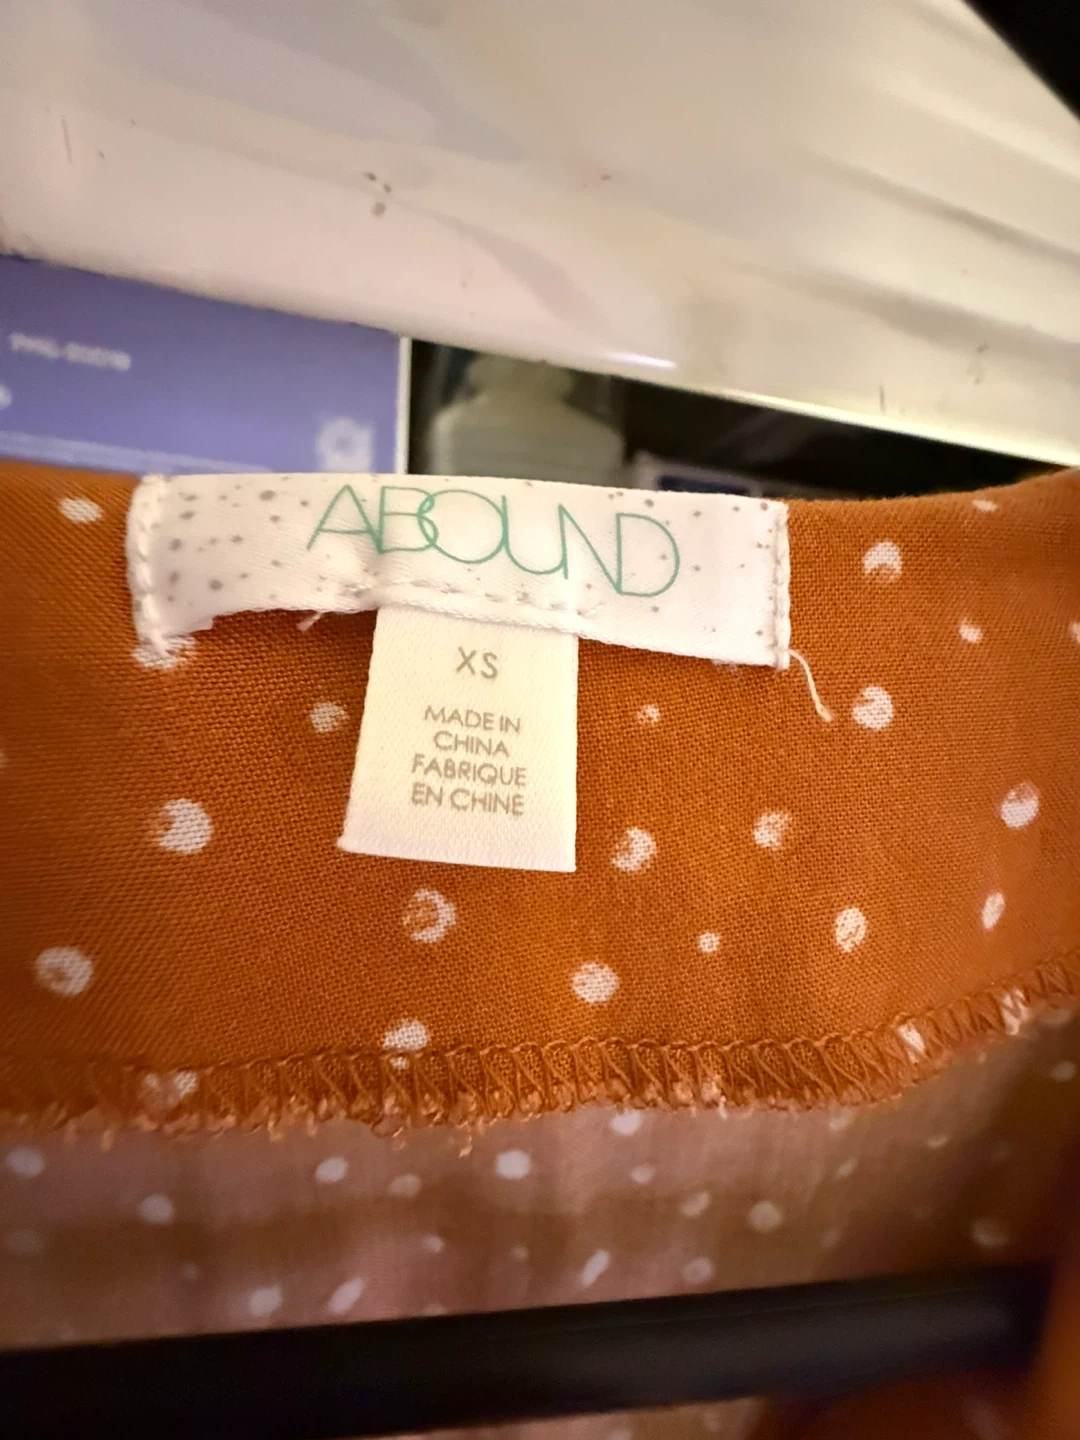 ABOUND
XS
MADE IN
CHINA
FABRIQUE
EN CHINE